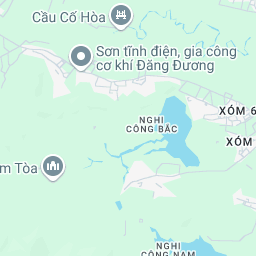 Cầu Cố Hòa
Sơn tĩnh điện, gia công
cơ khí Đăng Dương
XÓM 6
NGHI
CÔNG BẮC
XÓM
m Tòa
NGHI
CÔNG NAM